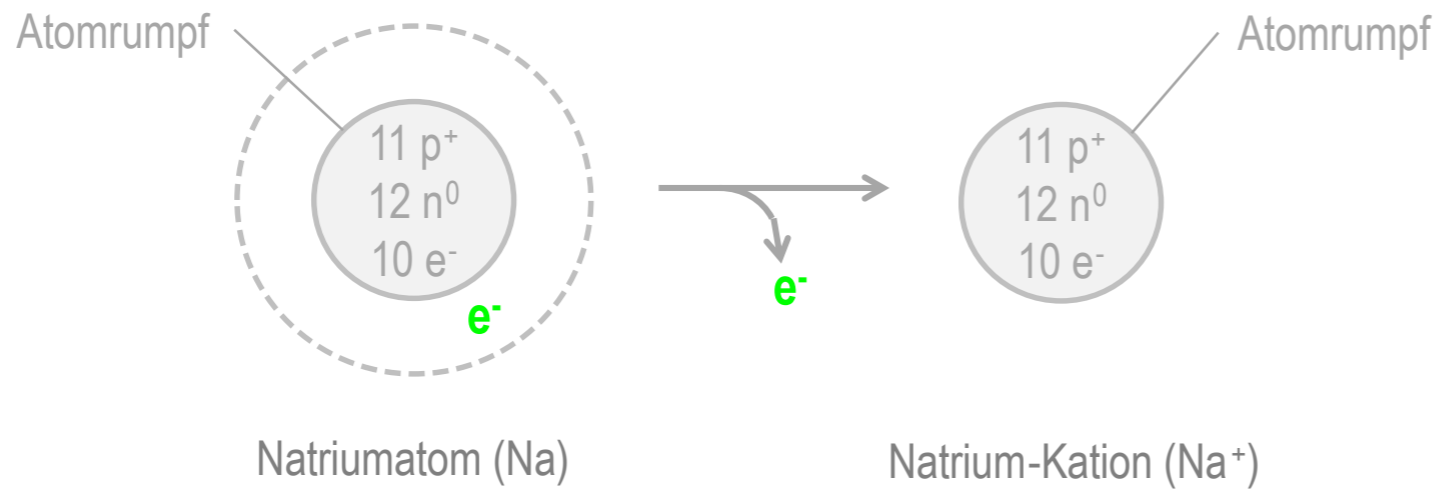 Atomrumpf
11 p⁺
12 n⁰
10 e⁻
e⁻
Natriumatom (Na)
e⁻
Atomrumpf
11 p⁺
12 n⁰
10 e⁻
Natrium-Kation (Na⁺)